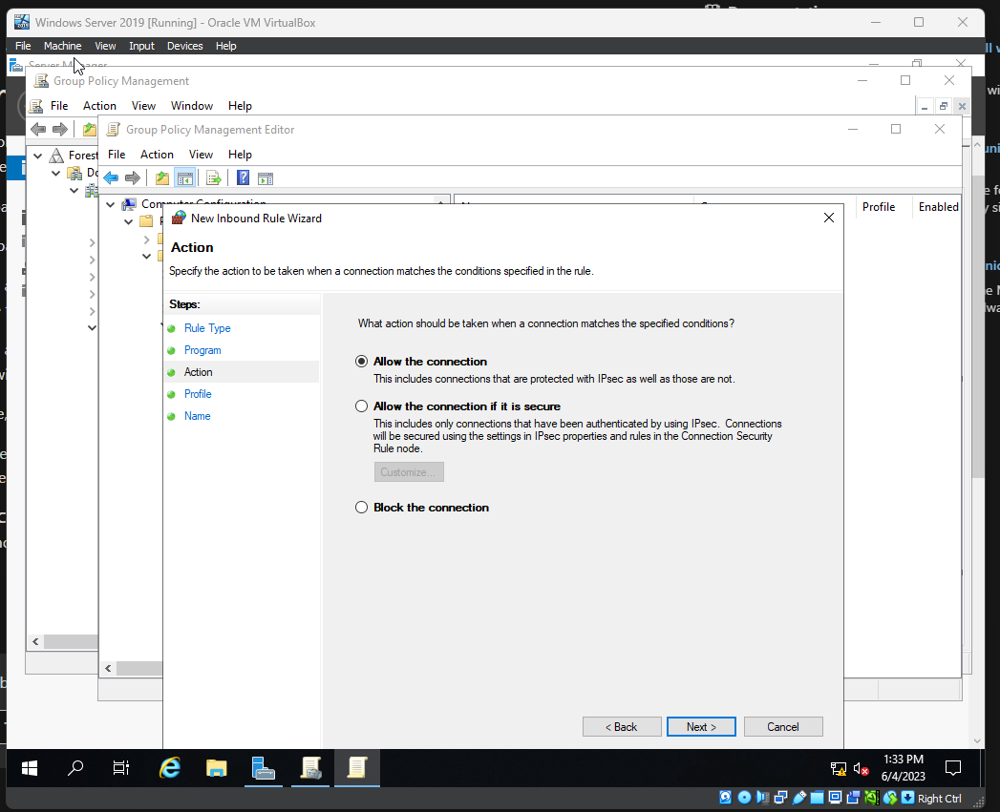 Windows Server 2019 [Running] - Oracle VM VirtualBox
File Machine View Input Devices Help
Group Policy Management
File Action View Window Help
Group Policy Management Editor
Forest
File Action View Help
Computer Configuration
Profile Enabled
New Inbound Rule Wizard
Action
Specify the action to be taken when a connection matches the conditions specified in the rule.
Steps:
Rule Type
Program
Action
Profile
Name
What action should be taken when a connection matches the specified conditions?
Allow the connection
This includes connections that are protected with IPsec as well as those are not.
Allow the connection if it is secure
This includes only connections that have been authenticated by using IPsec. Connections
will be secured using the settings in IPsec properties and rules in the Connection Security
Rule node.
Customize...
Block the connection
< Back Next > Cancel
1:33 PM
6/4/2023
Right Ctrl